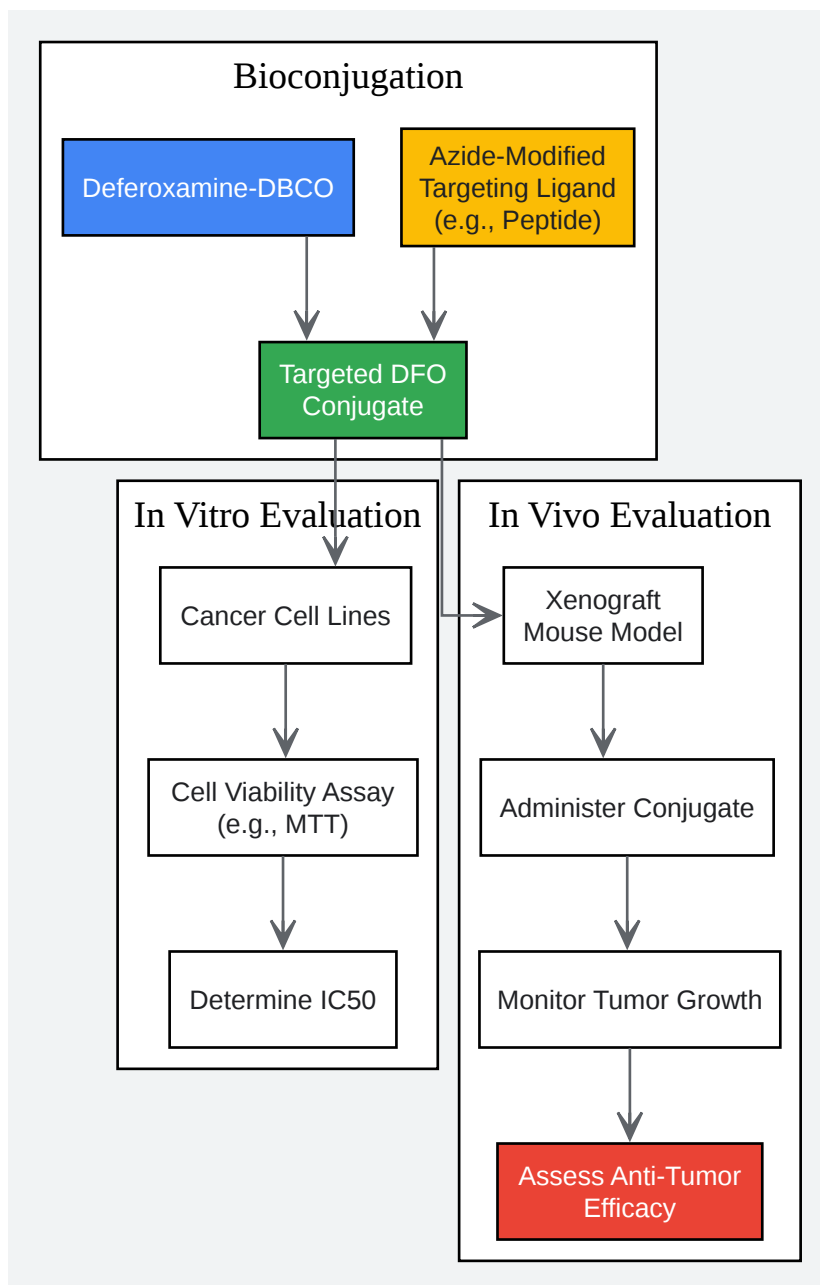 Bioconjugation
Deferoxamine-DBCO
Azide-Modified
Targeting Ligand
(e.g., Peptide)
Targeted DFO
Conjugate
In Vitro Evaluation
Cancer Cell Lines
Cell Viability Assay
(e.g., MTT)
Determine IC50
In Vivo Evaluation
Xenograft
Mouse Model
Administer Conjugate
Monitor Tumor Growth
Assess Anti-Tumor
Efficacy